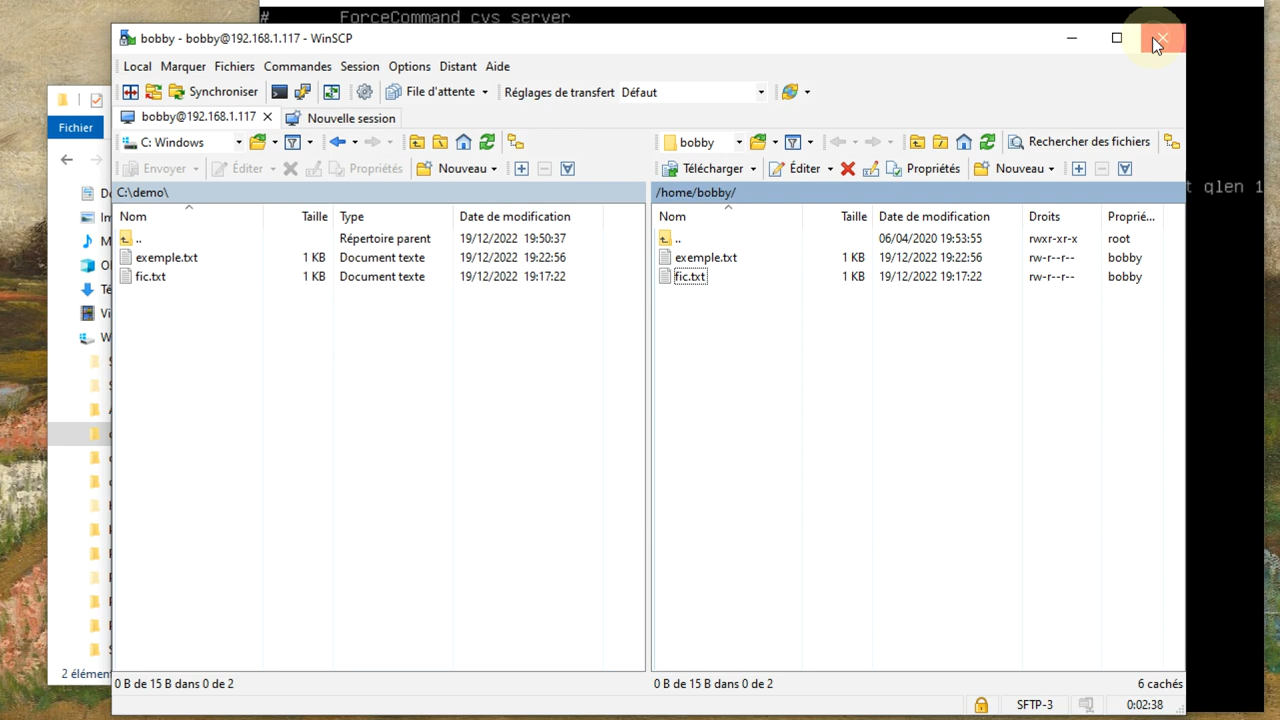 # ForceCommand cvs server
bobby - bobby@192.168.1.117 - WinSCP
Local Marquer Fichiers Commandes Session Options Distant Aide
Synchroniser File d'attente Réglages de transfert Défaut
bobby@192.168.1.117 Nouvelle session
Fichier
C: Windows bobby Rechercher des fichiers
Envoyer Éditer Propriétés Nouveau Télécharger Éditer Propriétés Nouveau
t qlen 1
C:\demo\ /home/bobby/
Nom Taille Type Date de modification Nom Taille Date de modification Droits Proprié...
.. Répertoire parent 19/12/2022 19:50:37 .. 06/04/2020 19:53:55 rwxr-xr-x root
exemple.txt 1 KB Document texte 19/12/2022 19:22:56 exemple.txt 1 KB 19/12/2022 19:22:56 rw-r--r-- bobby
fic.txt 1 KB Document texte 19/12/2022 19:17:22 fic.txt 1 KB 19/12/2022 19:17:22 rw-r--r-- bobby
2 élémen
0 B de 15 B dans 0 de 2 0 B de 15 B dans 0 de 2 6 cachés
SFTP-3 0:02:38